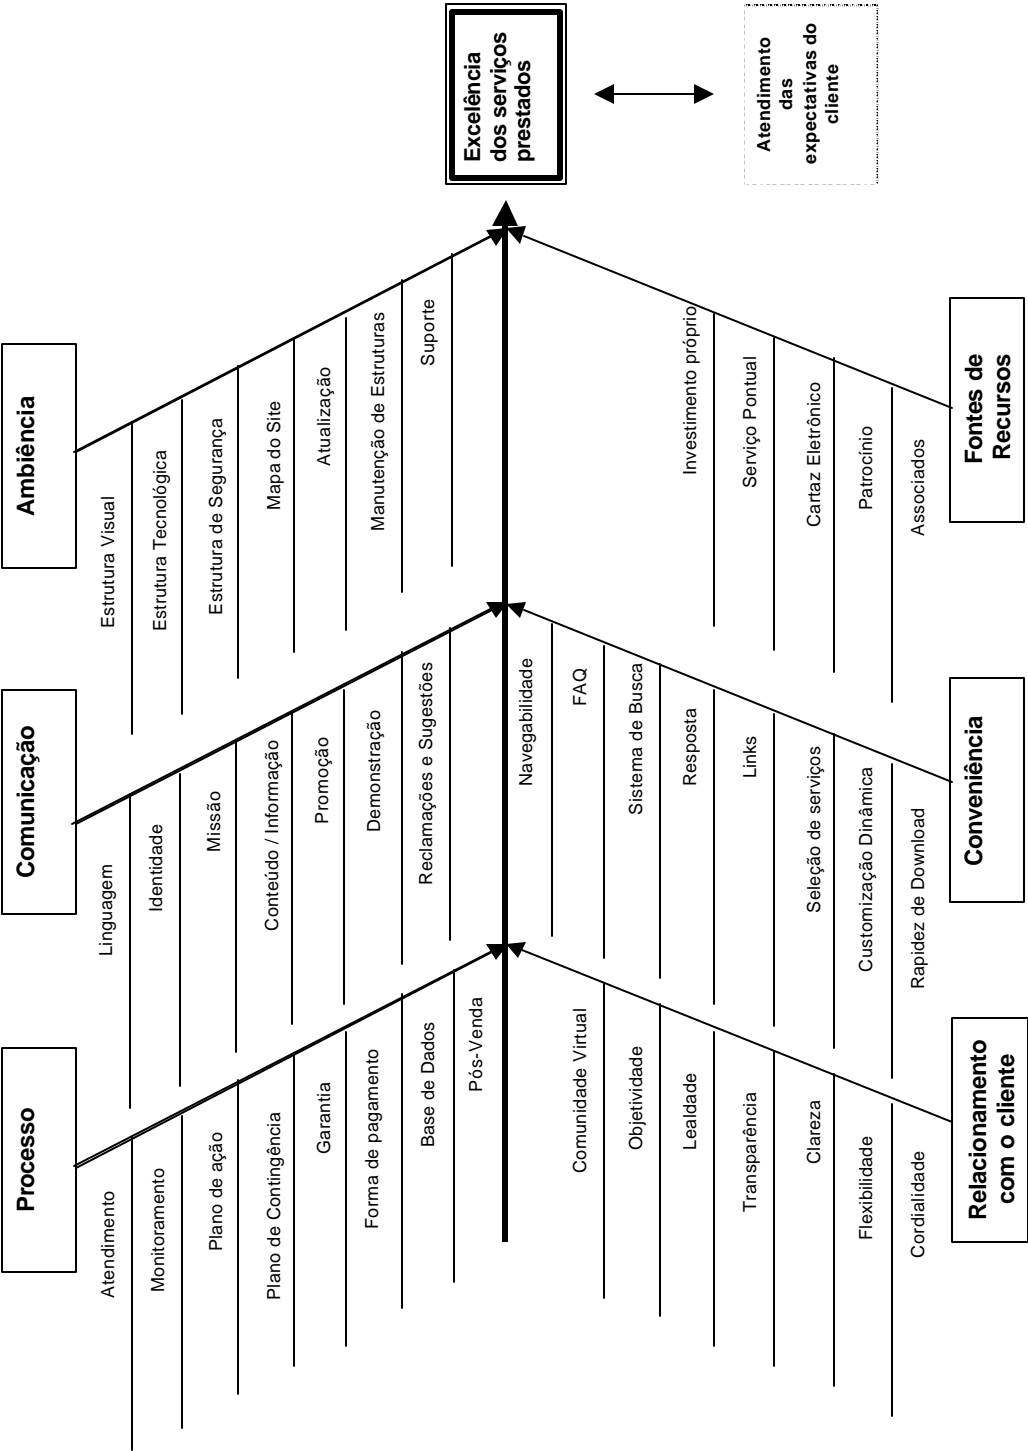 Processo
Atendimento
Monitoramento
Plano de ação
Plano de Contingência
Garantia
Forma de pagamento
Base de Dados
Pós-Venda
Comunicação
Linguagem
Identidade
Missão
Conteúdo / Informação
Promoção
Demonstração
Reclamações e Sugestões
Ambiência
Estrutura Visual
Estrutura Tecnológica
Estrutura de Segurança
Mapa do Site
Atualização
Manutenção de Estruturas
Suporte
Excelência
dos serviços
prestados
Atendimento
das
expectativas do
cliente
Comunidade Virtual
Objetividade
Lealdade
Transparência
Clareza
Flexibilidade
Cordialidade
Relacionamento
com o cliente
Navegabilidade
FAQ
Sistema de Busca
Resposta
Links
Seleção de serviços
Customização Dinâmica
Rapidez de Download
Conveniência
Investimento próprio
Serviço Pontual
Cartaz Eletrônico
Patrocínio
Associados
Fontes de
Recursos